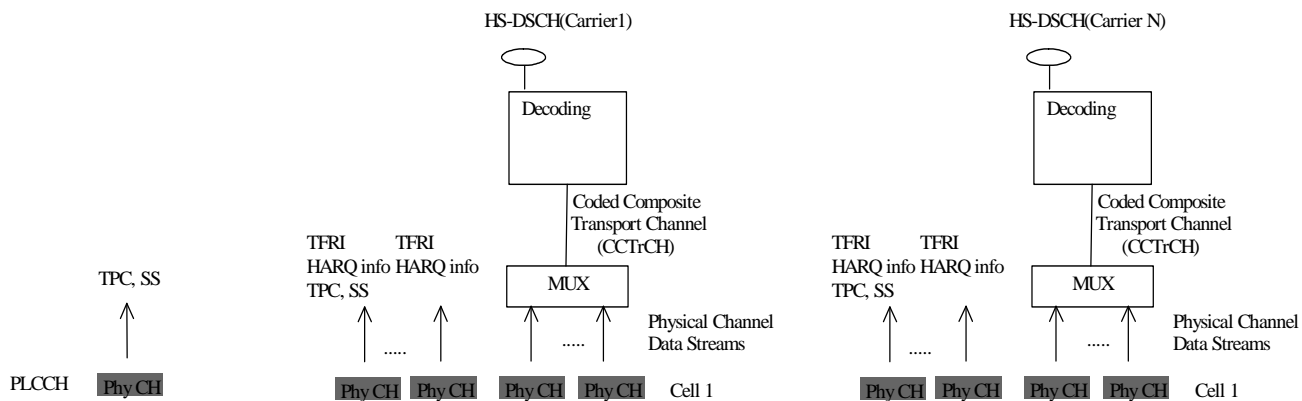 HS-DSCH(Carrier1)
HS-DSCH(Carrier N)
Decoding
Decoding
Coded Composite
Transport Channel
(CCTrCH)
Coded Composite
Transport Channel
(CCTrCH)
TFRI TFRI
HARQ info HARQ info
TPC, SS
TFRI TFRI
HARQ info HARQ info
TPC, SS
TPC, SS
MUX
MUX
Physical Channel
Data Streams
Physical Channel
Data Streams
.....
.....
.....
.....
PLCCH
Phy CH
Phy CH
Phy CH
Phy CH
Phy CH
Cell 1
Phy CH
Phy CH
Phy CH
Phy CH
Cell 1